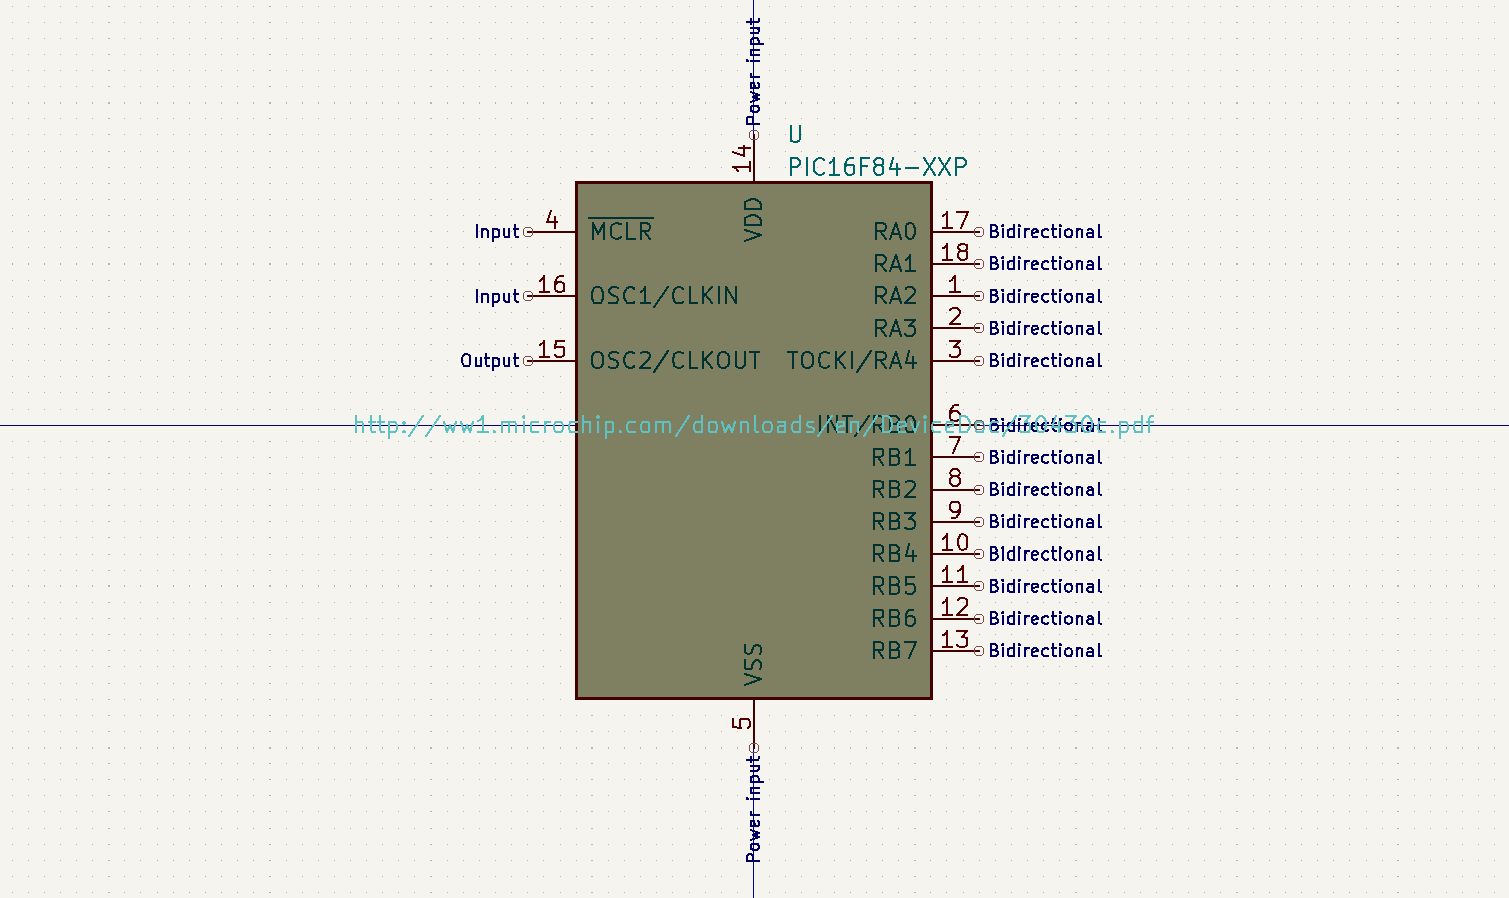 Power input
14
U
PIC16F84-XXP
VDD
Input 4 MCLR
RA0 17 Bidirectional
RA1 18 Bidirectional
Input 16 OSC1/CLKIN
RA2 1 Bidirectional
RA3 2 Bidirectional
Output 15 OSC2/CLKOUT
TOCKI/RA4 3 Bidirectional
INT/RB0 6 Bidirectional
http://ww1.microchip.com/downloads/en/DeviceDoc/30430c.pdf
RB1 7 Bidirectional
RB2 8 Bidirectional
RB3 9 Bidirectional
RB4 10 Bidirectional
RB5 11 Bidirectional
RB6 12 Bidirectional
RB7 13 Bidirectional
VSS
5
Power input